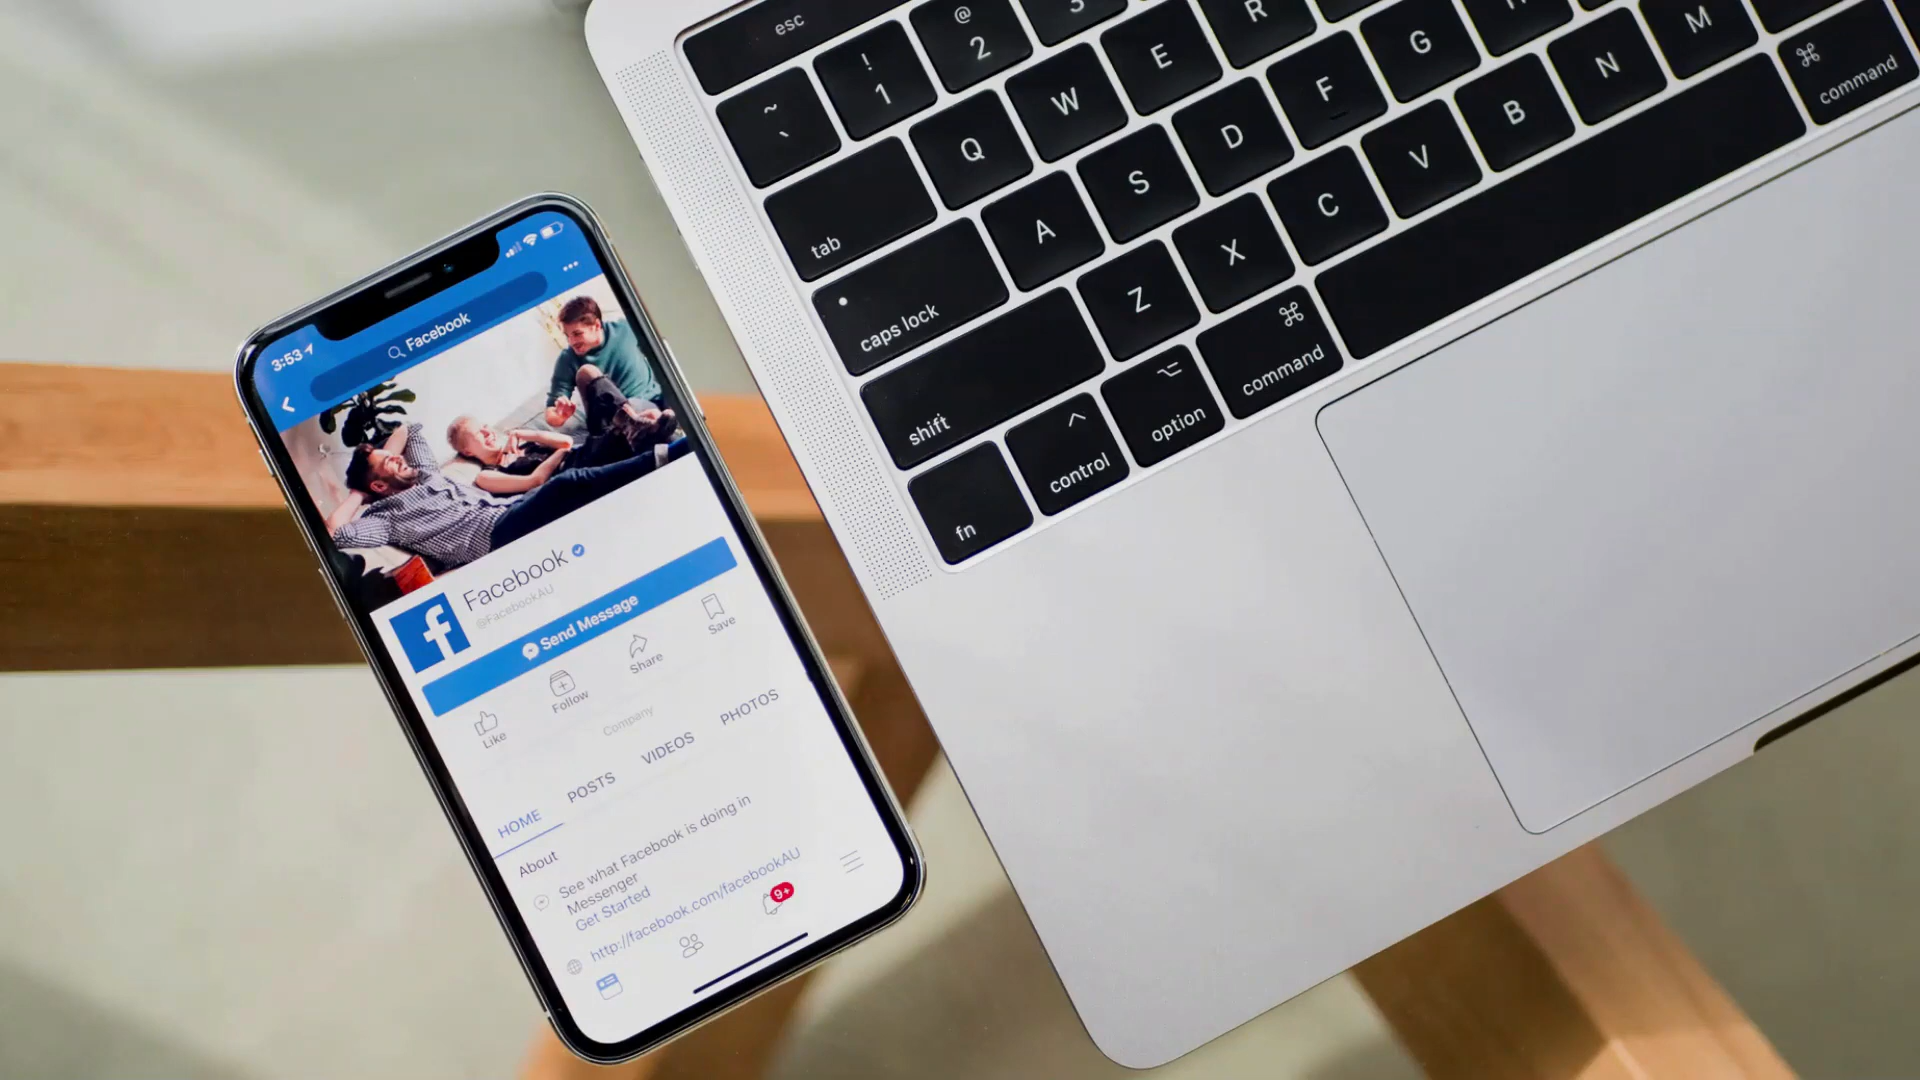 3:53
Facebook
Facebook
@FacebookAU
Send Message
Like
Follow
Share
Save
Company
HOME
POSTS
VIDEOS
PHOTOS
About
See what Facebook is doing in
Messenger
Get Started
http://facebook.com/facebookAU
9+
esc
~
`
!
1
@
2
3
tab
Q
W
E
R
caps lock
A
S
D
F
G
shift
Z
X
C
V
B
N
M
fn
^
control
⌥
option
⌘
command
⌘
command